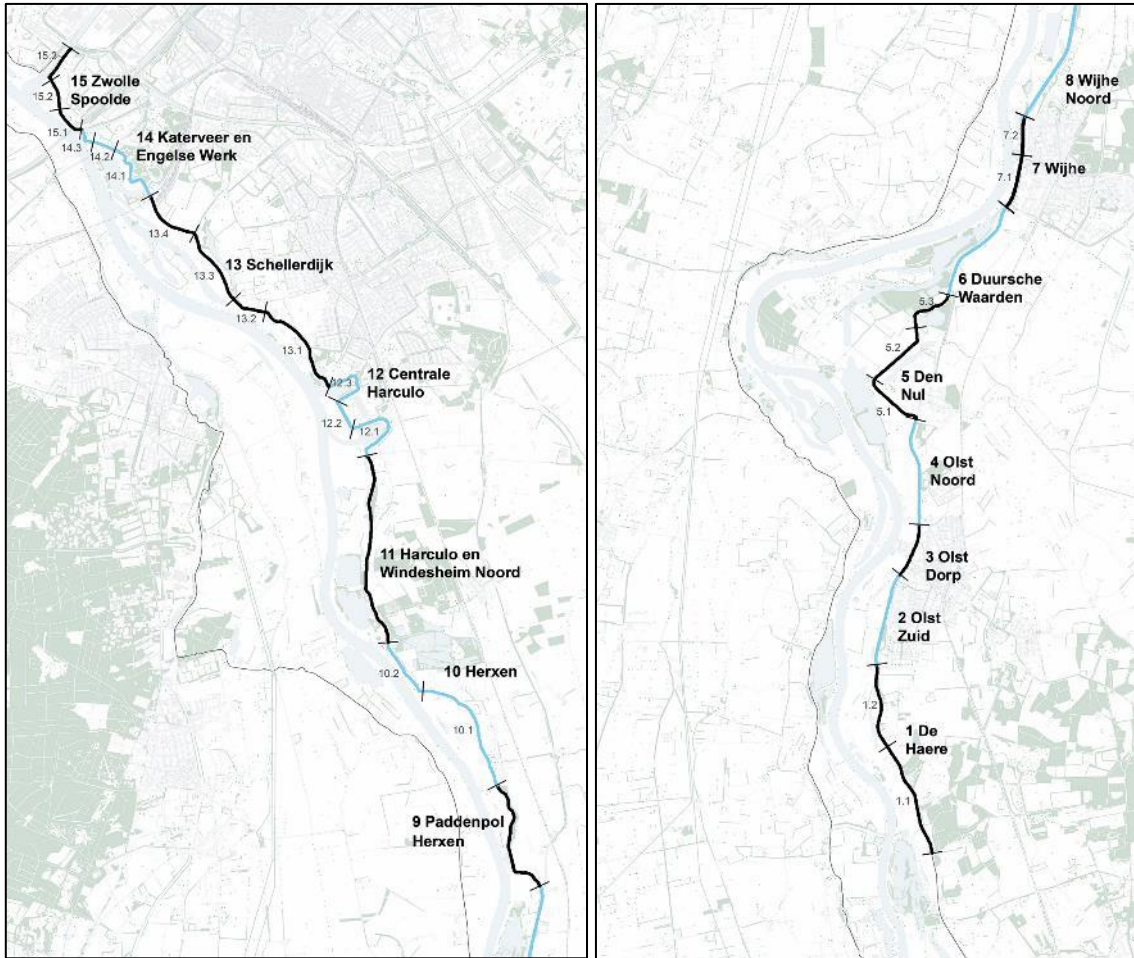 15.2
15.2
15 Zwolle
Spoolde
15.1
14.3
14.2
14 Katerveer en
Engelse Werk
14.1
13.4
13.3
13 Schellerdijk
13.2
13.1
12.3
12 Centrale
Harculo
12.2
12.1
11 Harculo en
Windesheim Noord
10.2
10 Herxen
10.1
9 Paddenpol
Herxen
8 Wijhe
Noord
7.2
7 Wijhe
7.1
6 Duursche
Waarden
5.3
5.2
5 Den
Nul
5.1
4 Olst
Noord
3 Olst
Dorp
2 Olst
Zuid
1.2
1 De
Haere
1.1